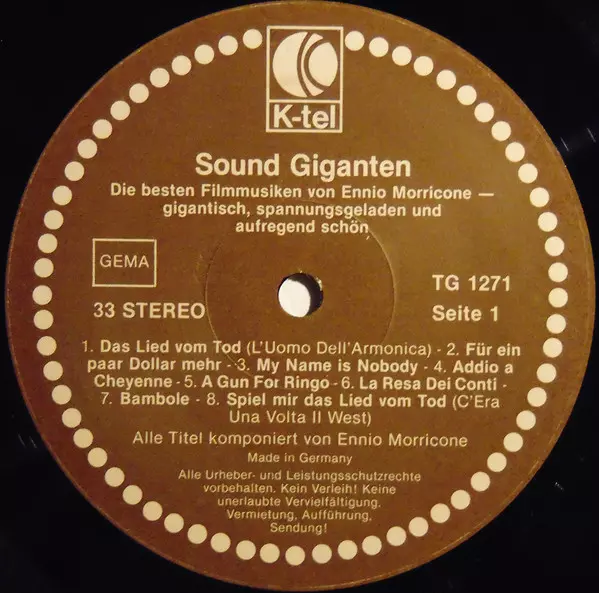 K-tel
Sound Giganten
Die besten Filmmusiken von Ennio Morricone —
gigantisch, spannungsgeladen und
aufregend schön
GEMA
TG 1271
33 STEREO
Seite 1
1. Das Lied vom Tod (L'Uomo Dell'Armonica) - 2. Für ein
paar Dollar mehr - 3. My Name is Nobody - 4. Addio a
Cheyenne - 5. A Gun For Ringo - 6. La Resa Dei Conti -
7. Bambole - 8. Spiel mir das Lied vom Tod (C'Era
Una Volta Il West)
Alle Titel komponiert von Ennio Morricone
Made in Germany
Alle Urheber- und Leistungsschutzrechte
vorbehalten. Kein Verleih! Keine
unerlaubte Vervielfältigung,
Vermietung, Aufführung,
Sendung!